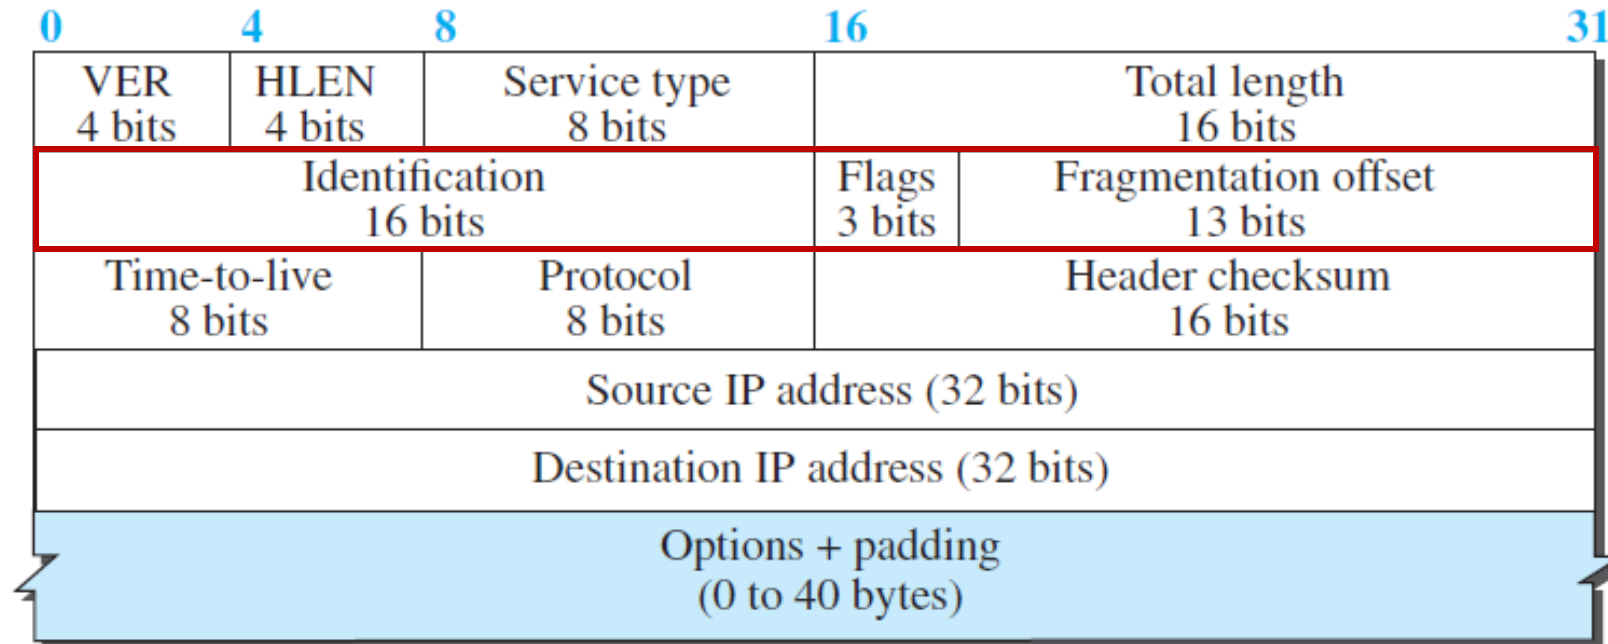 0 4 8 16 31
VER HLEN Service type Total length
4 bits 4 bits 8 bits 16 bits
Identification Flags Fragmentation offset
16 bits 3 bits 13 bits
Time-to-live Protocol Header checksum
8 bits 8 bits 16 bits
Source IP address (32 bits)
Destination IP address (32 bits)
Options + padding
(0 to 40 bytes)